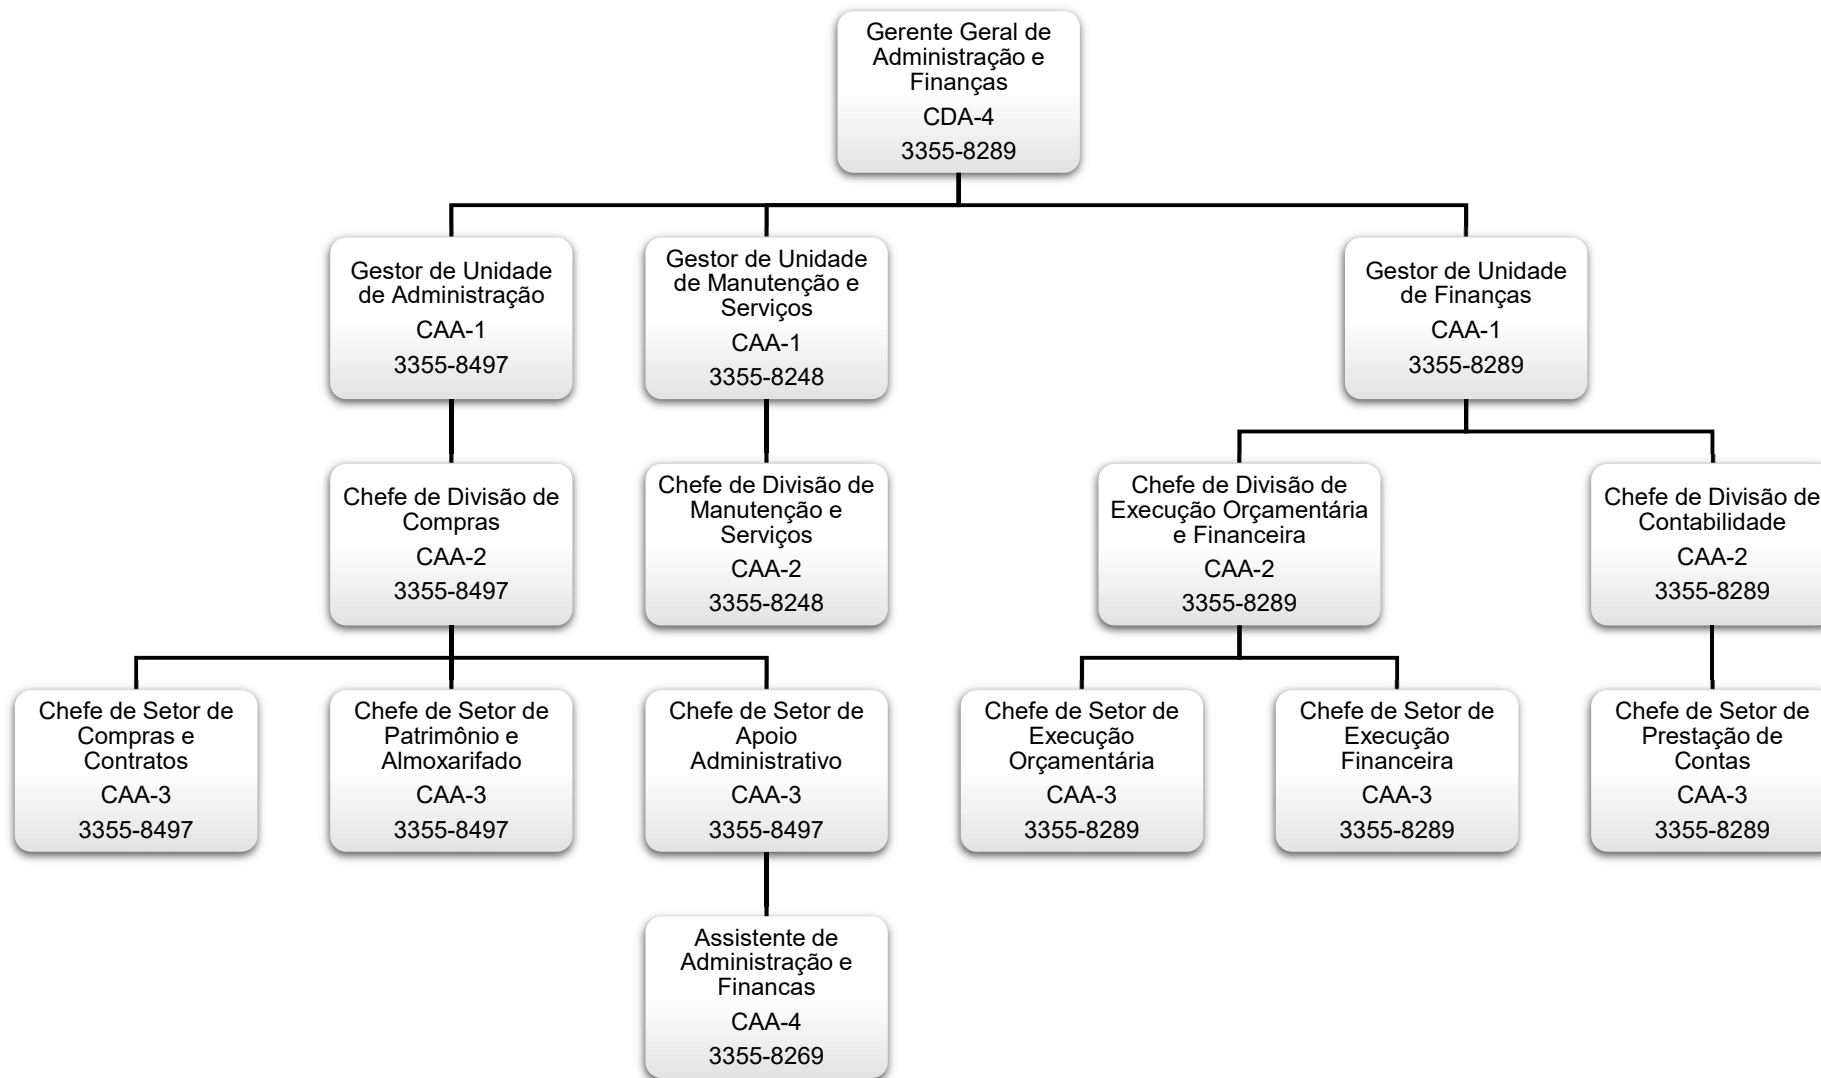 Gerente Geral de
Administração e
Finanças
CDA-4
3355-8289
Gestor de Unidade
de Administração
CAA-1
3355-8497
Gestor de Unidade
de Manutenção e
Serviços
CAA-1
3355-8248
Gestor de Unidade
de Finanças
CAA-1
3355-8289
Chefe de Divisão de
Compras
CAA-2
3355-8497
Chefe de Divisão de
Manutenção e
Serviços
CAA-2
3355-8248
Chefe de Divisão de
Execução Orçamentária
e Financeira
CAA-2
3355-8289
Chefe de Divisão de
Contabilidade
CAA-2
3355-8289
Chefe de Setor de
Compras e
Contratos
CAA-3
3355-8497
Chefe de Setor de
Patrimônio e
Almoxarifado
CAA-3
3355-8497
Chefe de Setor de
Apoio
Administrativo
CAA-3
3355-8497
Chefe de Setor de
Execução
Orçamentária
CAA-3
3355-8289
Chefe de Setor de
Execução
Financeira
CAA-3
3355-8289
Chefe de Setor de
Prestação de
Contas
CAA-3
3355-8289
Assistente de
Administração e
Financas
CAA-4
3355-8269